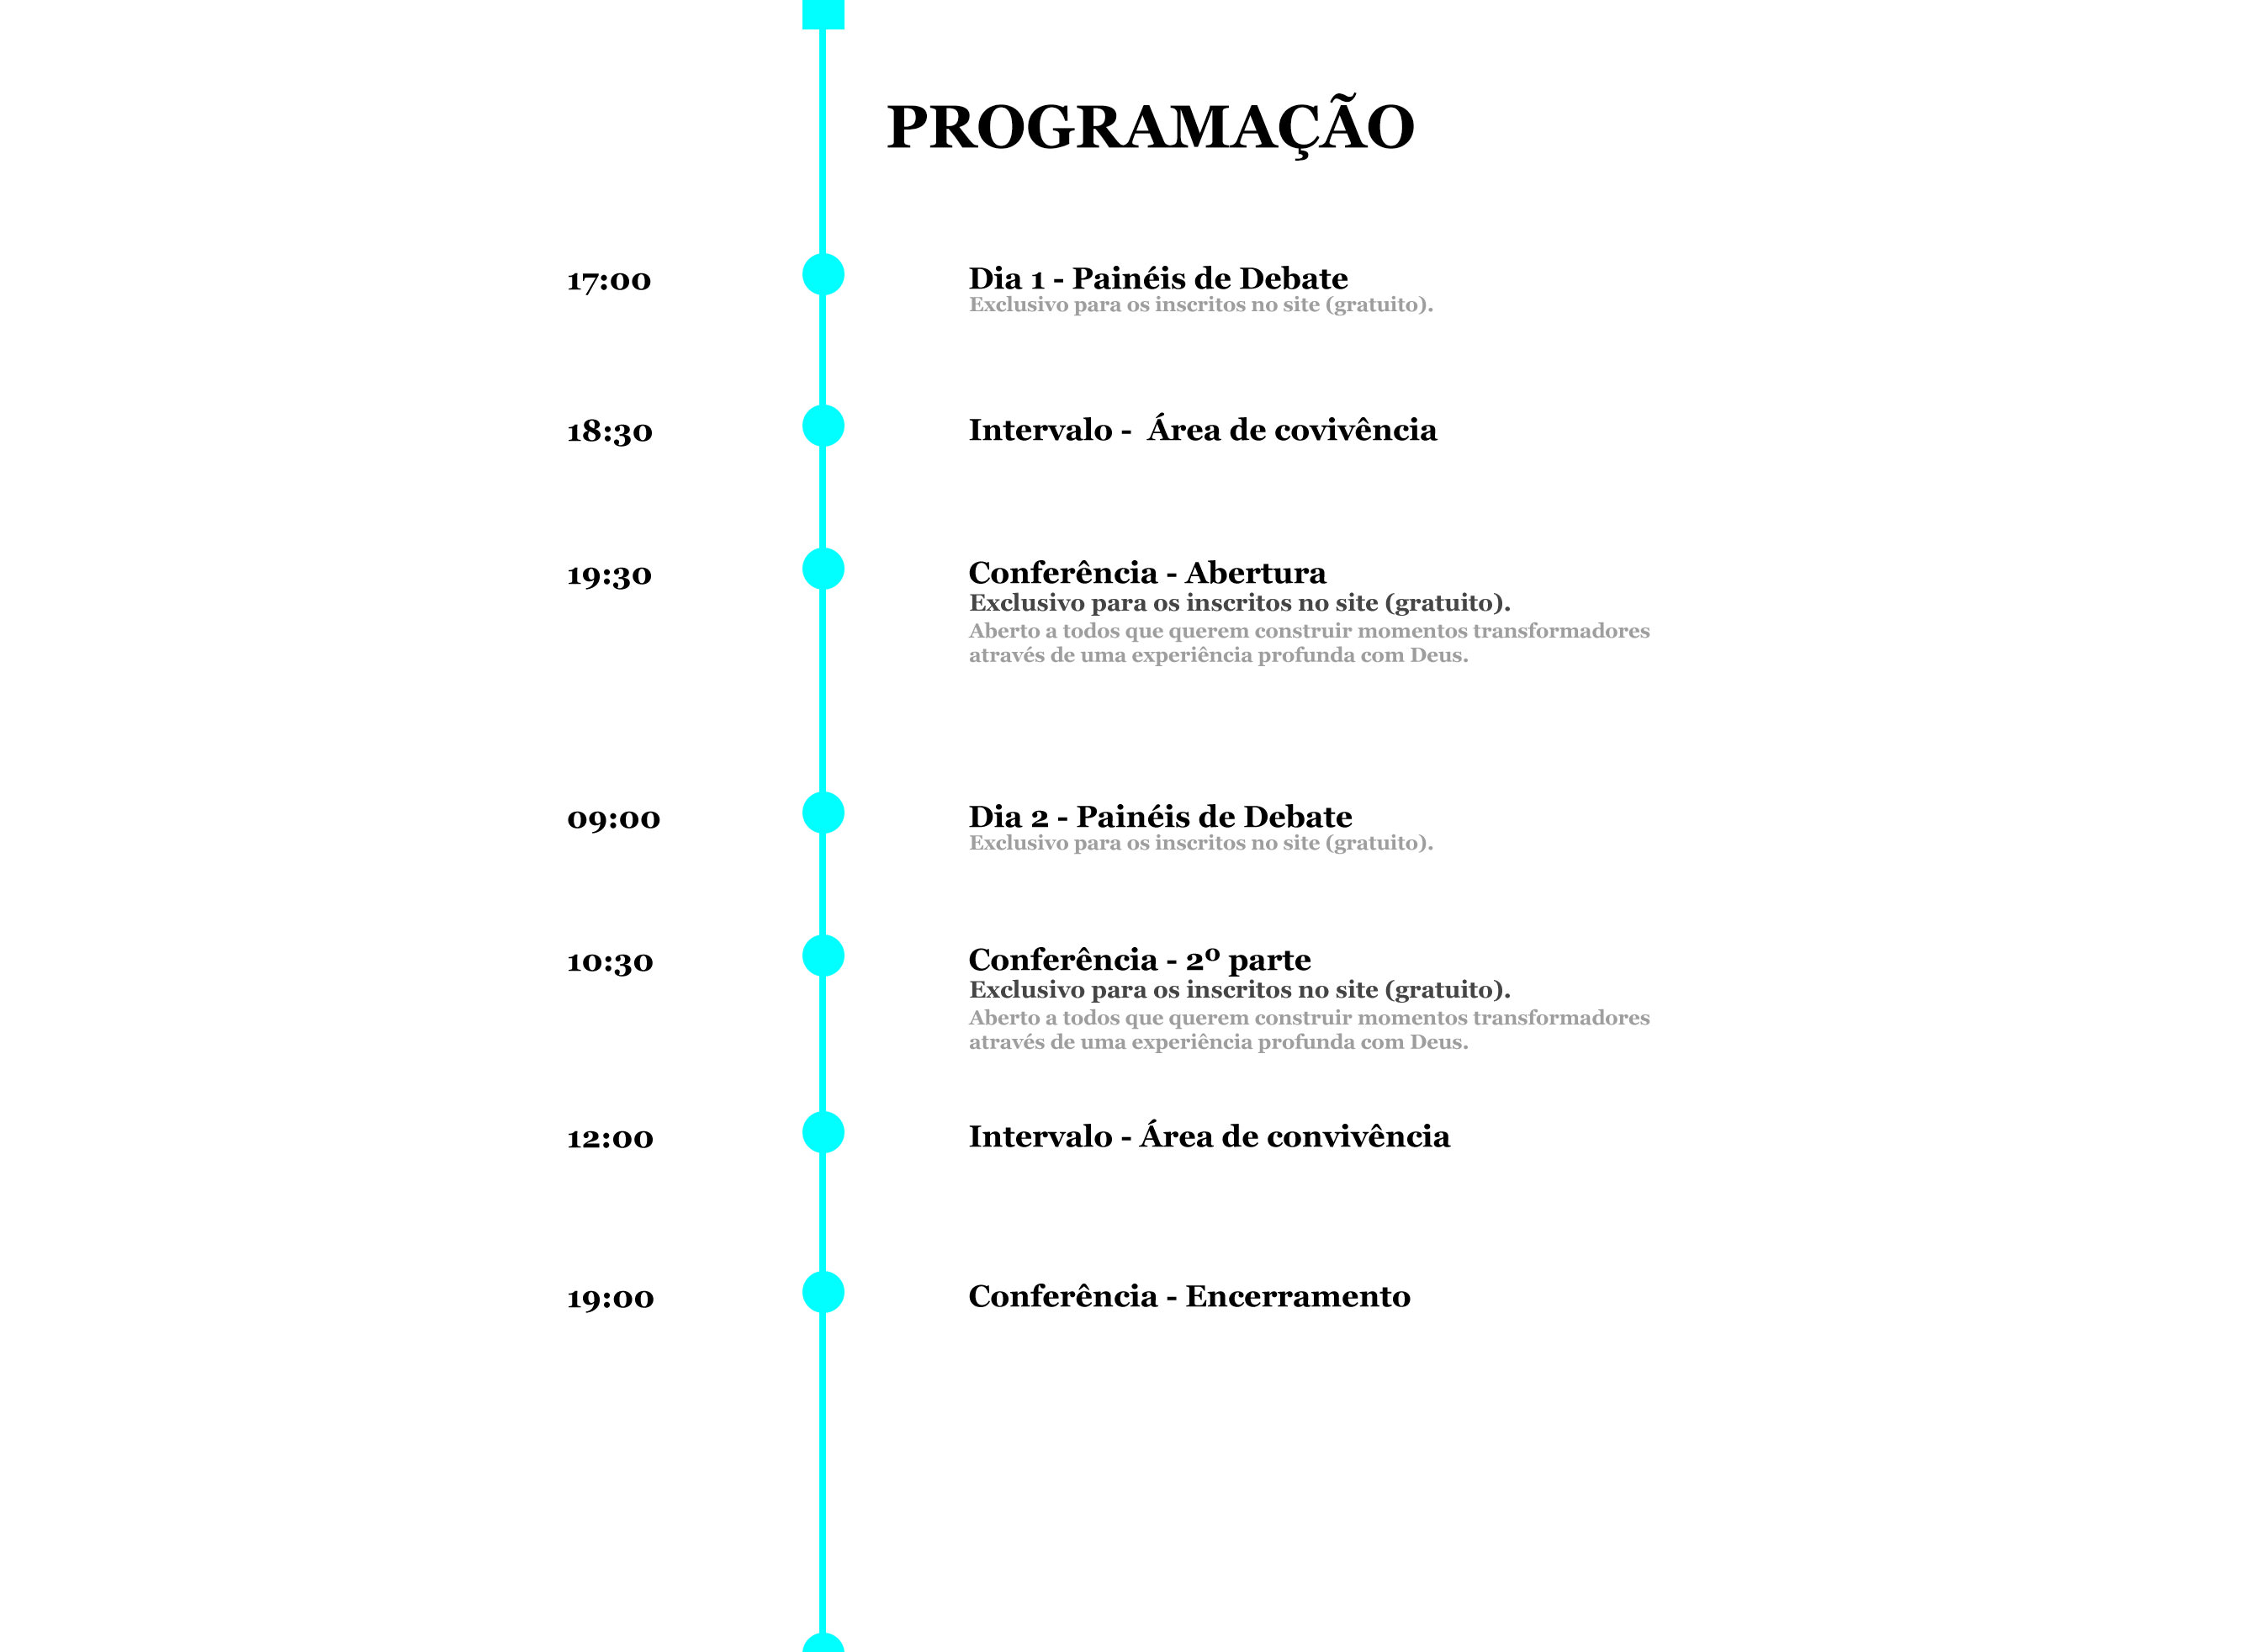 PROGRAMAÇÃO
17:00 Dia 1 - Painéis de Debate
Exclusivo para os inscritos no site (gratuito).
18:30 Intervalo -  Área de covivência
19:30 Conferência - Abertura
Exclusivo para os inscritos no site (gratuito).
Aberto a todos que querem construir momentos transformadores
através de uma experiência profunda com Deus.
09:00 Dia 2 - Painéis de Debate
Exclusivo para os inscritos no site (gratuito).
10:30 Conferência - 2º parte
Exclusivo para os inscritos no site (gratuito).
Aberto a todos que querem construir momentos transformadores
através de uma experiência profunda com Deus.
12:00 Intervalo - Área de convivência
19:00 Conferência - Encerramento